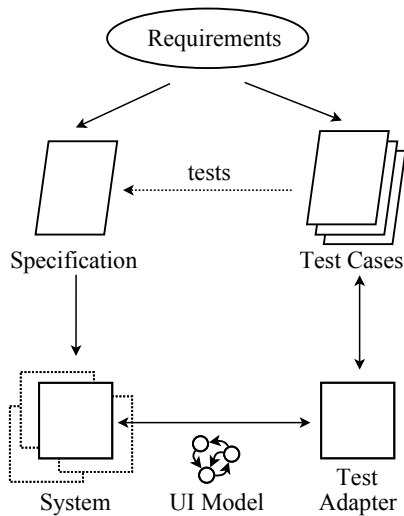 Requirements
tests
Specification
Test Cases
System
UI Model
Test
Adapter